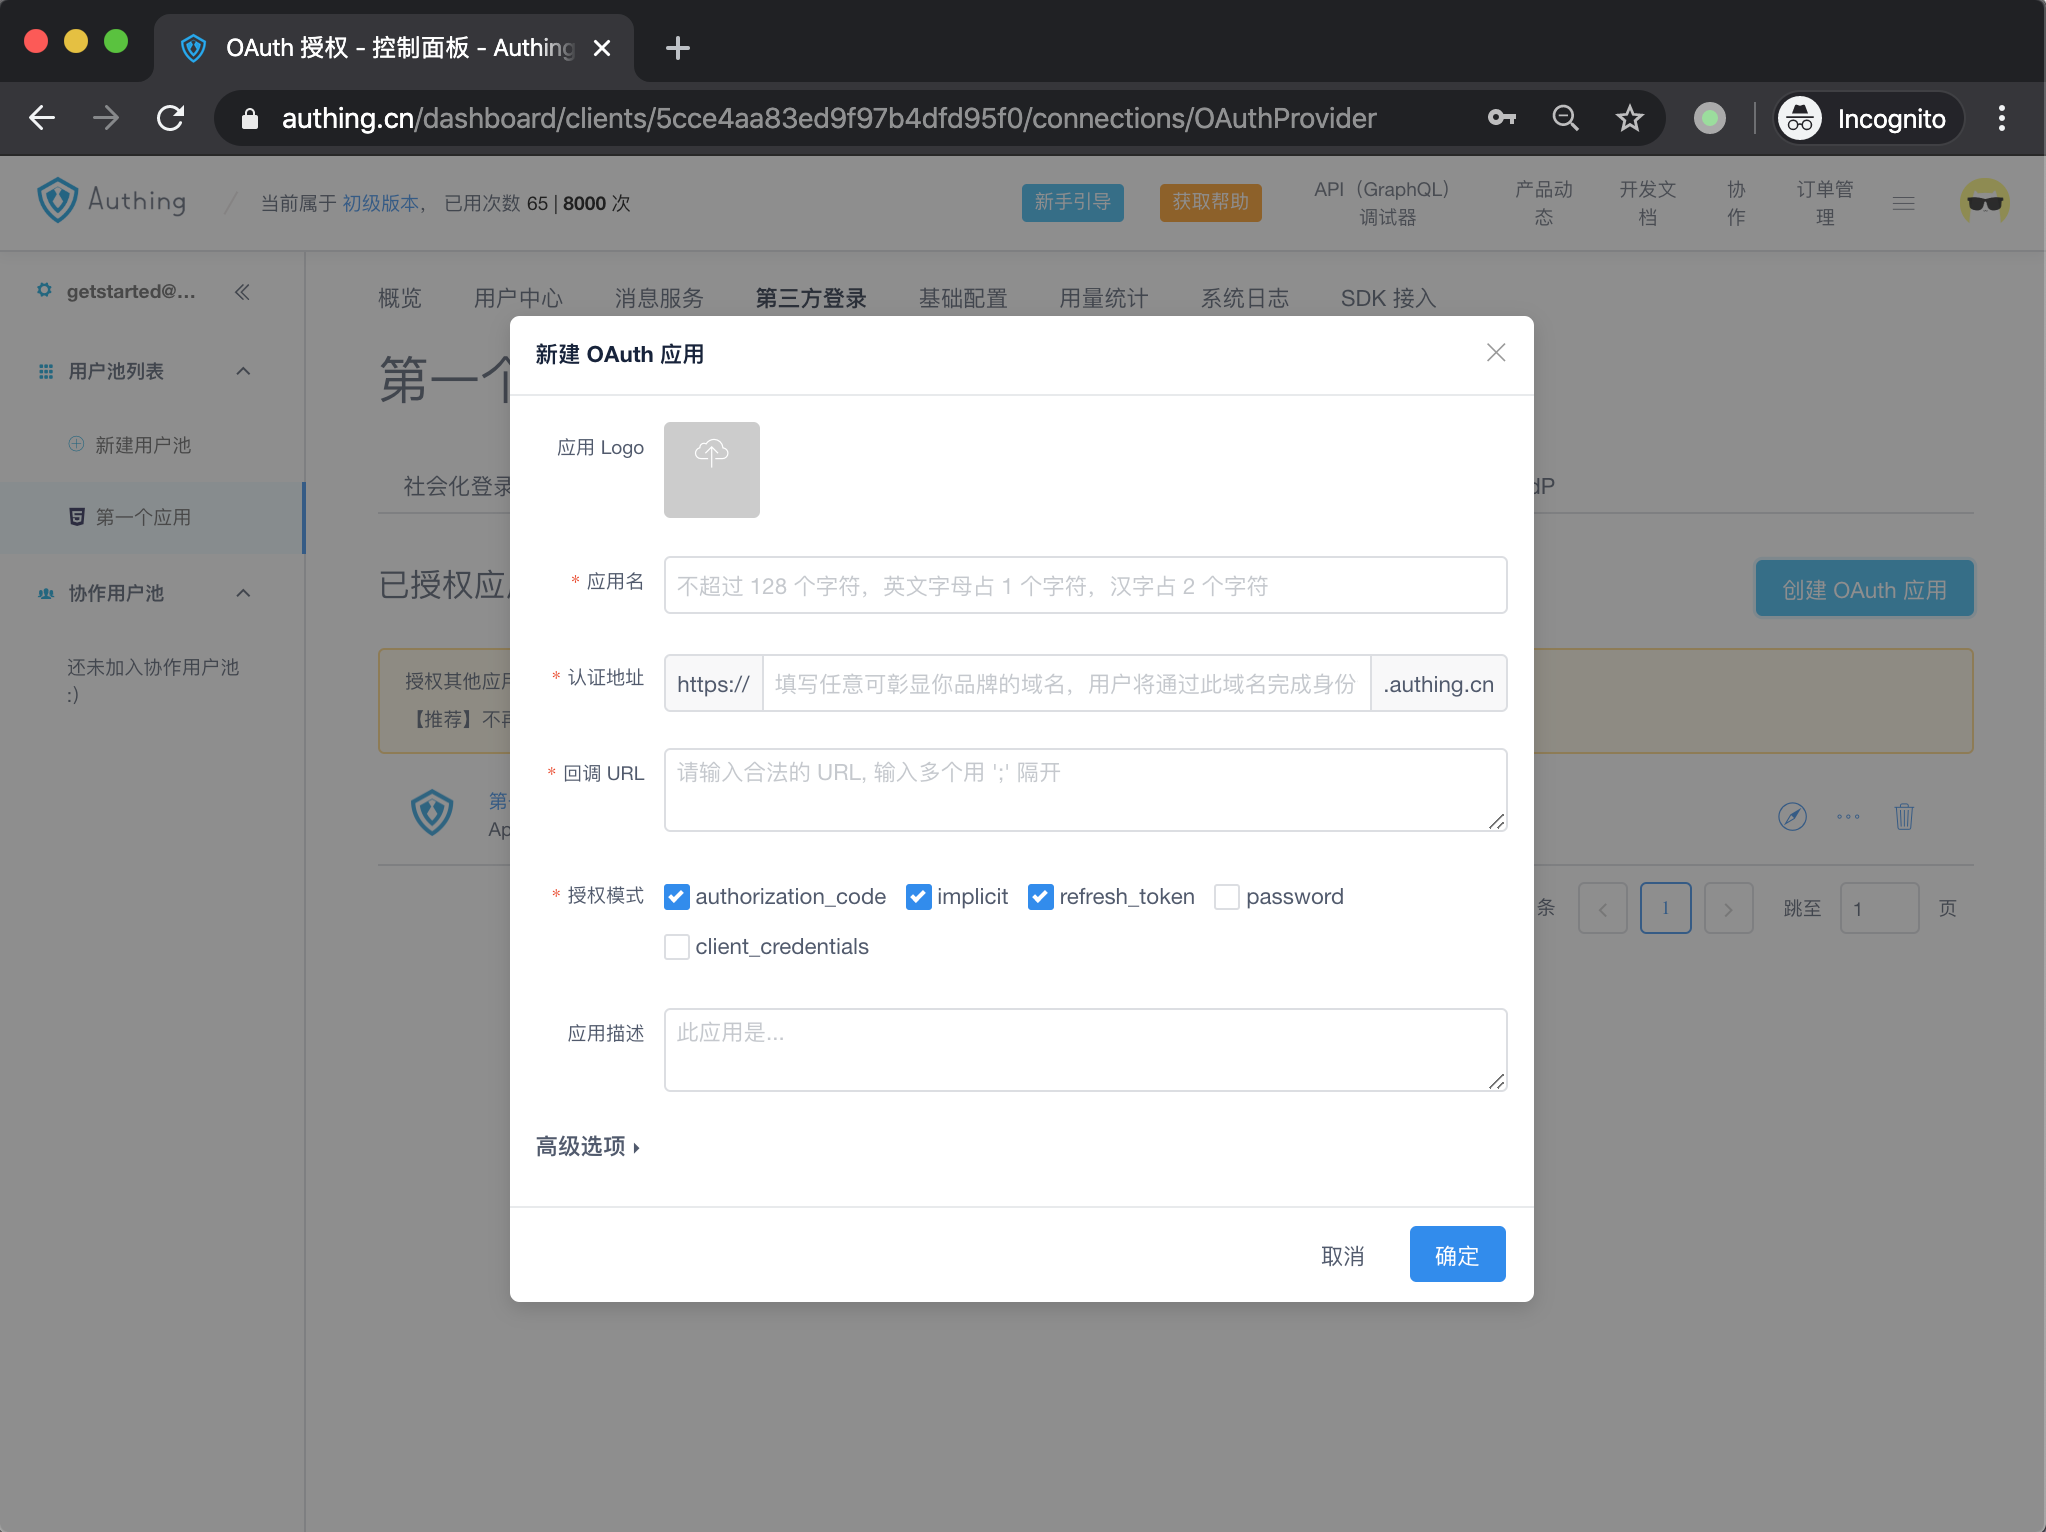 OAuth 授权 - 控制面板 - Authing
authing.cn/dashboard/clients/5cce4aa83ed9f97b4dfd95f0/connections/OAuthProvider
Incognito
Authing
当前属于 初级版本， 已用次数 65 | 8000 次
新手引导
获取帮助
API（GraphQL）调试器
产品动态
开发文档
协作
订单管理
getstarted@...
用户池列表
新建用户池
第一个应用
协作用户池
还未加入协作用户池
:)
概览 用户中心 消息服务 第三方登录 基础配置 用量统计 系统日志 SDK 接入
第一个
社会化登录
dP
已授权应
创建 OAuth 应用
授权其他应
【推荐】不再
第
Ap
条
1
跳至
1
页
新建 OAuth 应用
应用 Logo
* 应用名
不超过 128 个字符，英文字母占 1 个字符，汉字占 2 个字符
* 认证地址
https://
填写任意可彰显你品牌的域名，用户将通过此域名完成身份
.authing.cn
* 回调 URL
请输入合法的 URL, 输入多个用 ';' 隔开
* 授权模式
authorization_code implicit refresh_token password
client_credentials
应用描述
此应用是...
高级选项
取消
确定